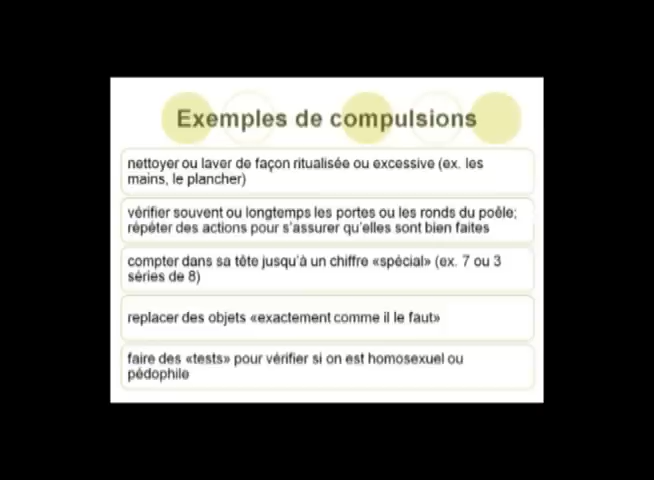 Exemples de compulsions
nettoyer ou laver de façon ritualisée ou excessive (ex. les
mains, le plancher)
vérifier souvent ou longtemps les portes ou les ronds du poêle;
répéter des actions pour s'assurer qu'elles sont bien faites
compter dans sa tête jusqu'à un chiffre «spécial» (ex. 7 ou 3
séries de 8)
replacer des objets «exactement comme il le faut»
faire des «tests» pour vérifier si on est homosexuel ou
pédophile